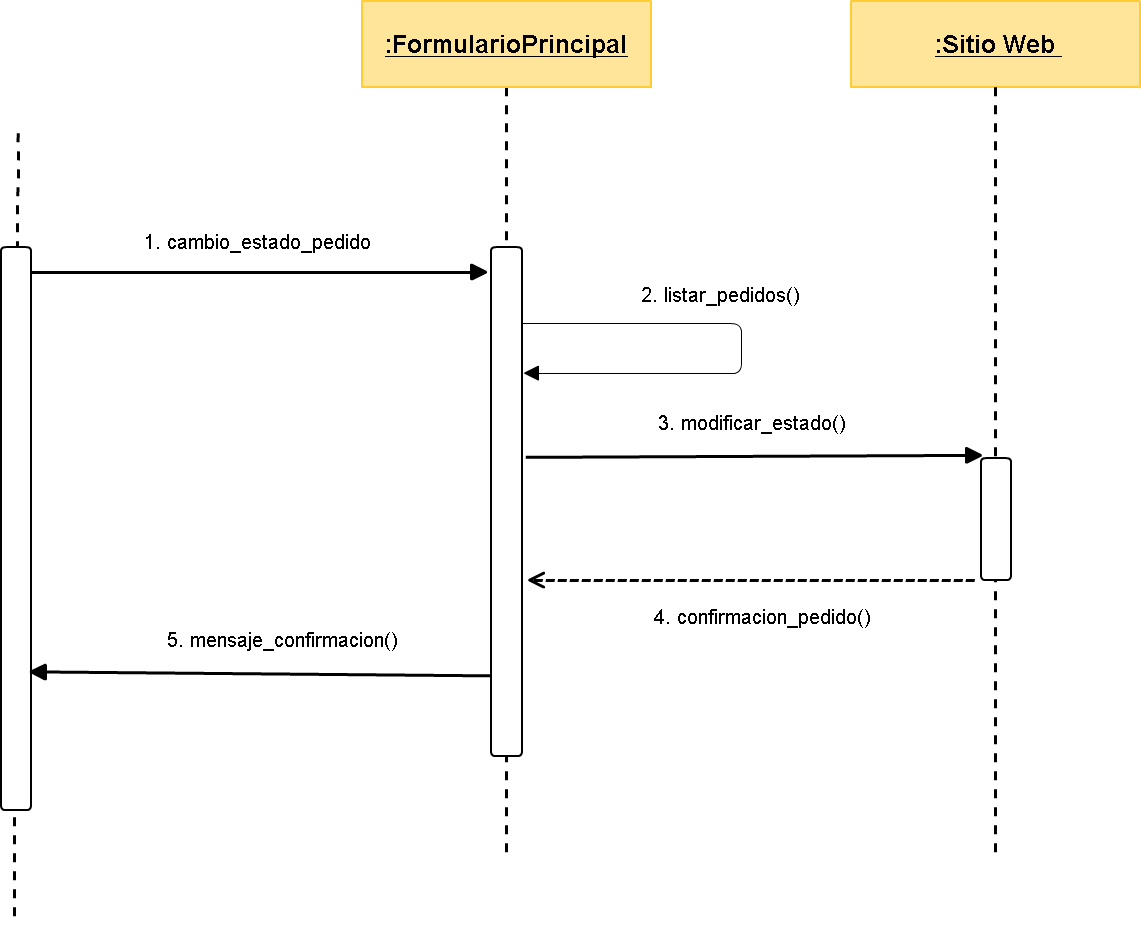 :FormularioPrincipal
:Sitio Web
1. cambio_estado_pedido
2. listar_pedidos()
3. modificar_estado()
4. confirmacion_pedido()
5. mensaje_confirmacion()